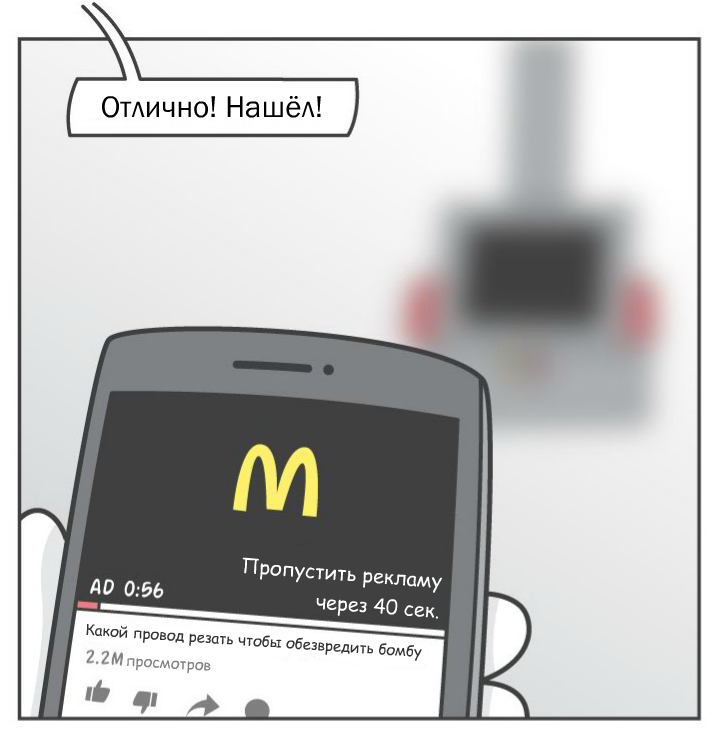 Отлично! Нашёл!
M
Пропустить рекламу
через 40 сек.
AD 0:56
Какой провод резать чтобы обезвредить бомбу
2.2M просмотров